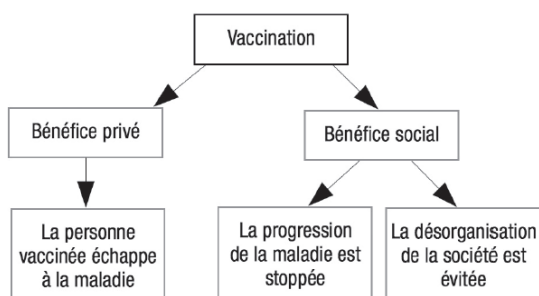 Vaccination
Bénéfice privé
Bénéfice social
La personne
vaccinée échappe
à la maladie
La progression
de la maladie est
stoppée
La désorganisation
de la société est
évitée